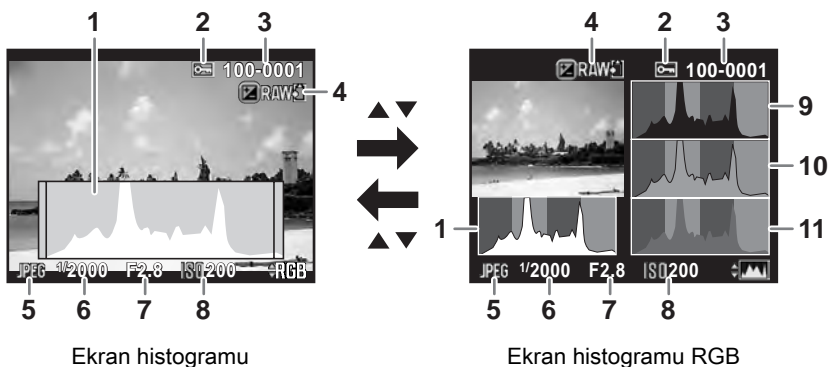 1 2 3
100-0001
RAW 4
JPEG 1/2000 F2.8 ISO200 RGB
5 6 7 8
Ekran histogramu
4 2 3
RAW 100-0001
9
10
1 11
JPEG 1/2000 F2.8 ISO200
5 6 7 8
Ekran histogramu RGB